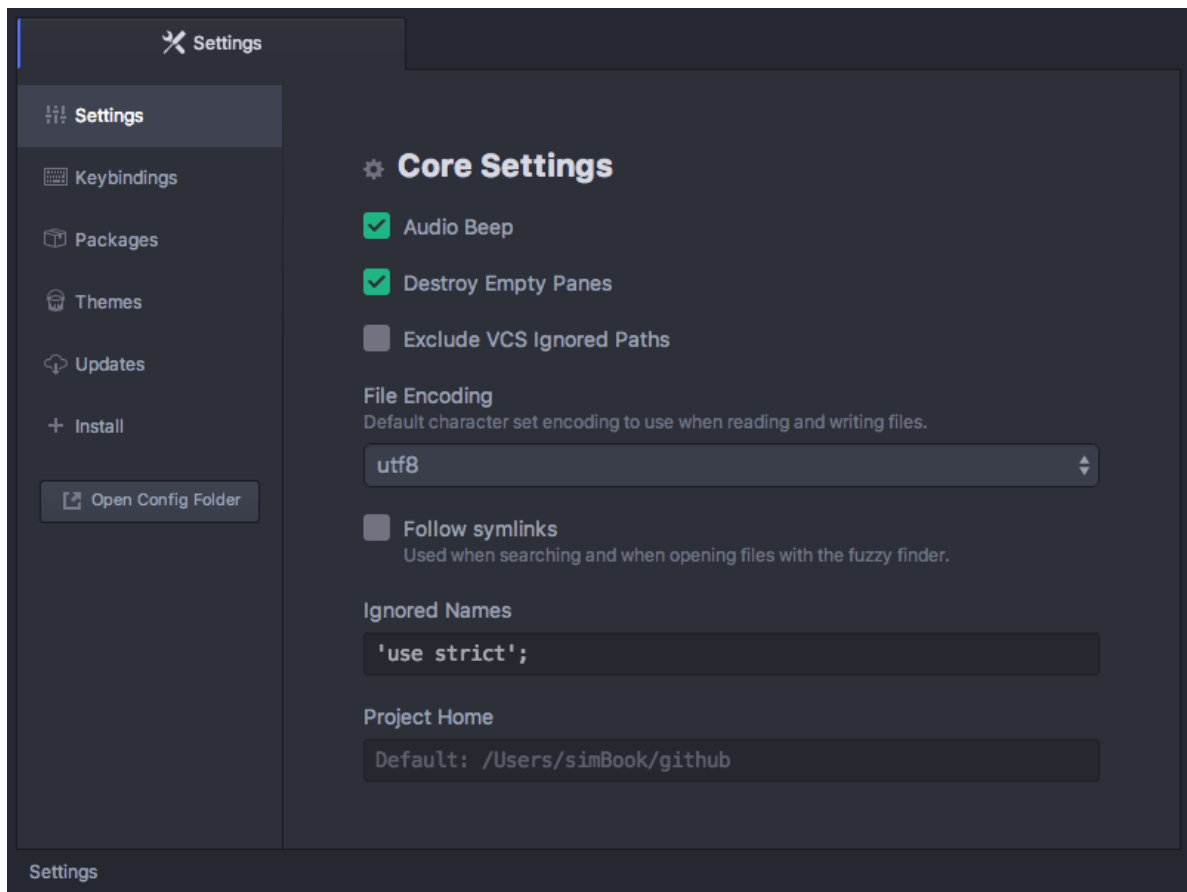 Settings
Settings
Keybindings
Packages
Themes
Updates
Install
Open Config Folder
Core Settings
Audio Beep
Destroy Empty Panes
Exclude VCS Ignored Paths
File Encoding
Default character set encoding to use when reading and writing files.
utf8
Follow symlinks
Used when searching and when opening files with the fuzzy finder.
Ignored Names
'use strict';
Project Home
Default: /Users/simBook/github
Settings